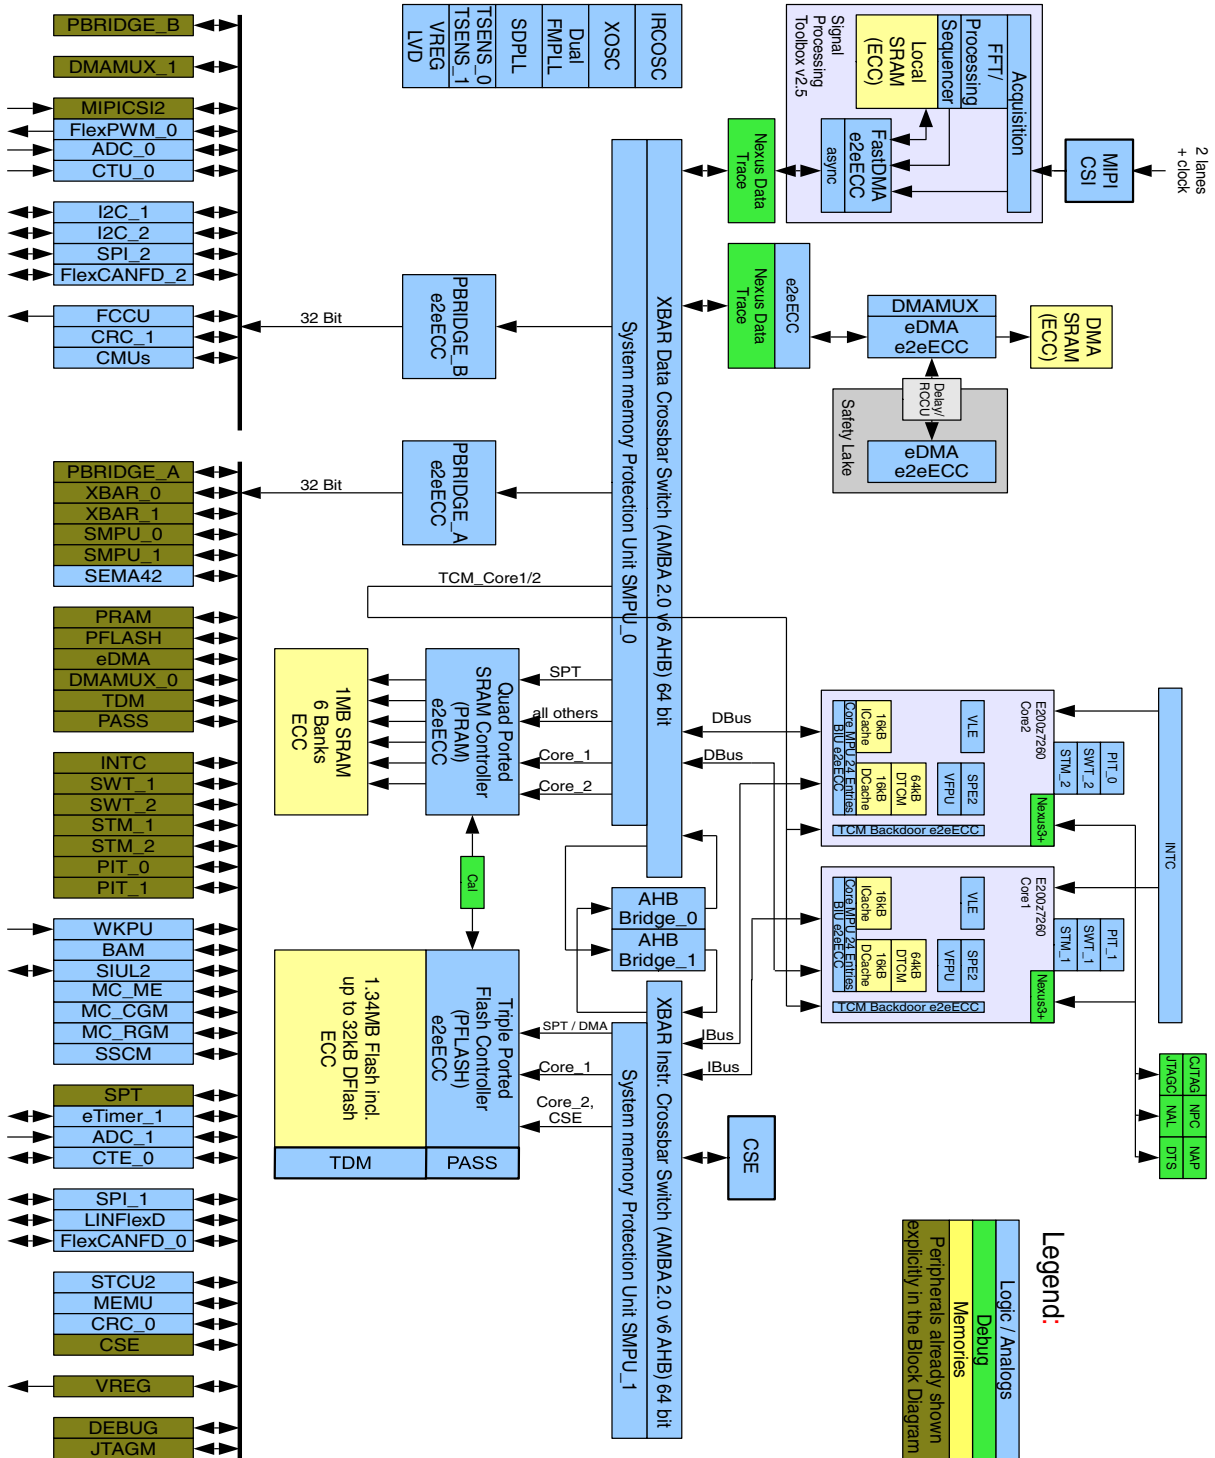 PBRIDGE_B
DMAMUX_1
MIPICSI2
FlexPWM_0
ADC_0
CTU_0
I2C_1
I2C_2
SPI_2
FlexCANFD_2
FCCU
CRC_1
CMUs
PBRIDGE_A
XBAR_0
XBAR_1
SMPU_0
SMPU_1
SEMA42
PRAM
PFLASH
eDMA
DMAMUX_0
TDM
PASS
INTC
SWT_1
SWT_2
STM_1
STM_2
PIT_0
PIT_1
WKPU
BAM
SIUL2
MC_ME
MC_CGM
MC_RGM
SSCM
SPT
eTimer_1
ADC_1
CTE_0
SPI_1
LINFlexD
FlexCANFD_0
STCU2
MEMU
CRC_0
CSE
VREG
DEBUG
JTAGM
IRCOSC
XOSC
Dual
FMPLL
SDPLL
TSENS_0
TSENS_1
VREG
LVD
32 Bit
PBRIDGE_B
e2eECC
32 Bit
PBRIDGE_A
e2eECC
XBAR Data Crossbar Switch (AMBA 2.0 v6 AHB) 64 bit
System memory Protection Unit SMPU_0
TCM_Core1/2
SPT
all others
Core_1
Core_2
Quad Ported
SRAM Controller
(PRAM)
e2eECC
1MB SRAM
6 Banks
ECC
Cal
Triple Ported
Flash Controller
(PFLASH)
e2eECC
1.34MB Flash incl.
up to 32kB DFlash
ECC
TDM
PASS
SPT / DMA
Core_1
Core_2,
CSE
AHB
Bridge_0
AHB
Bridge_1
XBAR Instr. Crossbar Switch (AMBA 2.0 v6 AHB) 64 bit
System memory Protection Unit SMPU_1
CSE
DBus
DBus
IBus
IBus
Signal
Processing
Toolbox v2.5
Acquisition
FFT/
Processing
Sequencer
Local
SRAM
(ECC)
FastDMA
e2eECC
async
MIPI
CSI
2 lanes
+ clock
Nexus Data
Trace
e2eECC
Nexus Data
Trace
DMAMUX
eDMA
e2eECC
DMA
SRAM
(ECC)
Delay/
RCCU
Safety Lake
eDMA
e2eECC
E200z7260
Core2
PIT_0
SWT_2
STM_2
Nexus3+
VLE
SPE2
VFPU
16kB
ICache
64kB
DTCM
16kB
DCache
Core MPU 24 Entries
BIU e2eECC
TCM Backdoor e2eECC
INTC
E200z7260
Core1
PIT_1
SWT_1
STM_1
Nexus3+
VLE
SPE2
VFPU
16kB
ICache
64kB
DTCM
16kB
DCache
Core MPU 24 Entries
BIU e2eECC
TCM Backdoor e2eECC
CJTAG
NPC
NAP
JTAGC
NAL
DTS
Legend:
Logic / Analogs
Debug
Memories
Peripherals already shown
explicitly in the Block Diagram